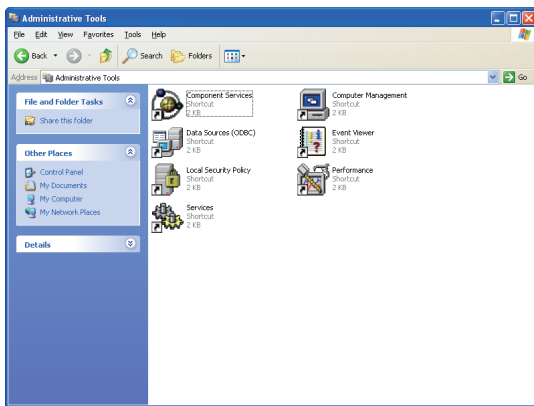 Administrative Tools
File Edit View Favorites Tools Help
Back Search Folders
Address Administrative Tools Go
File and Folder Tasks
Share this folder
Other Places
Control Panel
My Documents
My Computer
My Network Places
Details
Component Services
Shortcut
2 KB
Computer Management
Shortcut
2 KB
Data Sources (ODBC)
Shortcut
2 KB
Event Viewer
Shortcut
2 KB
Local Security Policy
Shortcut
2 KB
Performance
Shortcut
2 KB
Services
Shortcut
2 KB